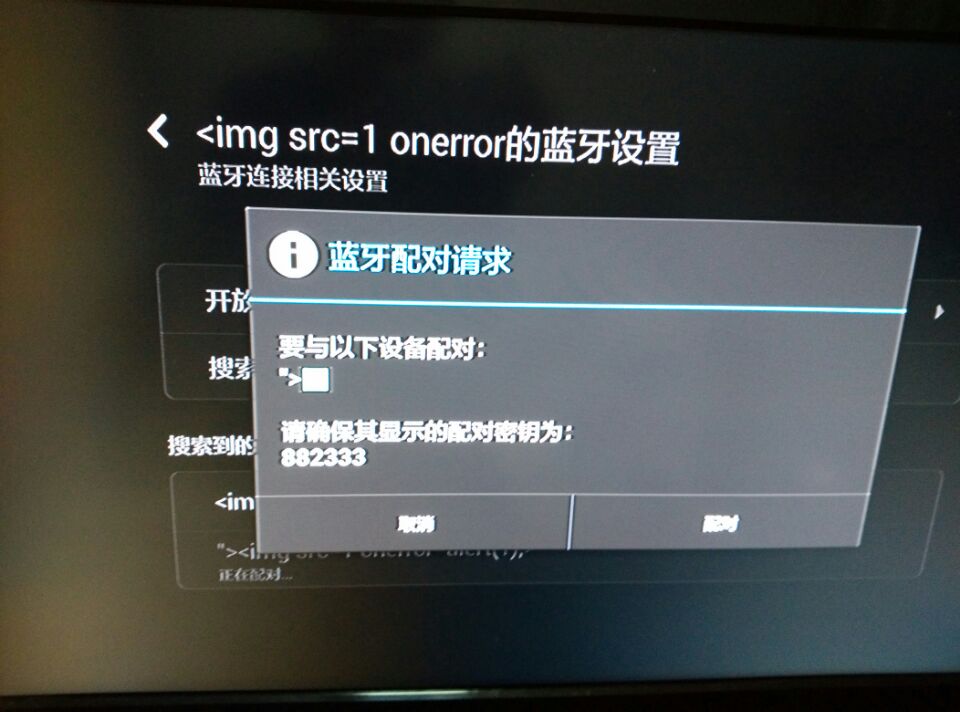 <img src=1 onerror的蓝牙设置
蓝牙连接相关设置
蓝牙配对请求
开放
要与以下设备配对：
">
搜索
请确保其显示的配对密钥为：
882333
搜索到的
<im
取消
配对
"><img src=1 onerror=alert(1);>
正在配对...